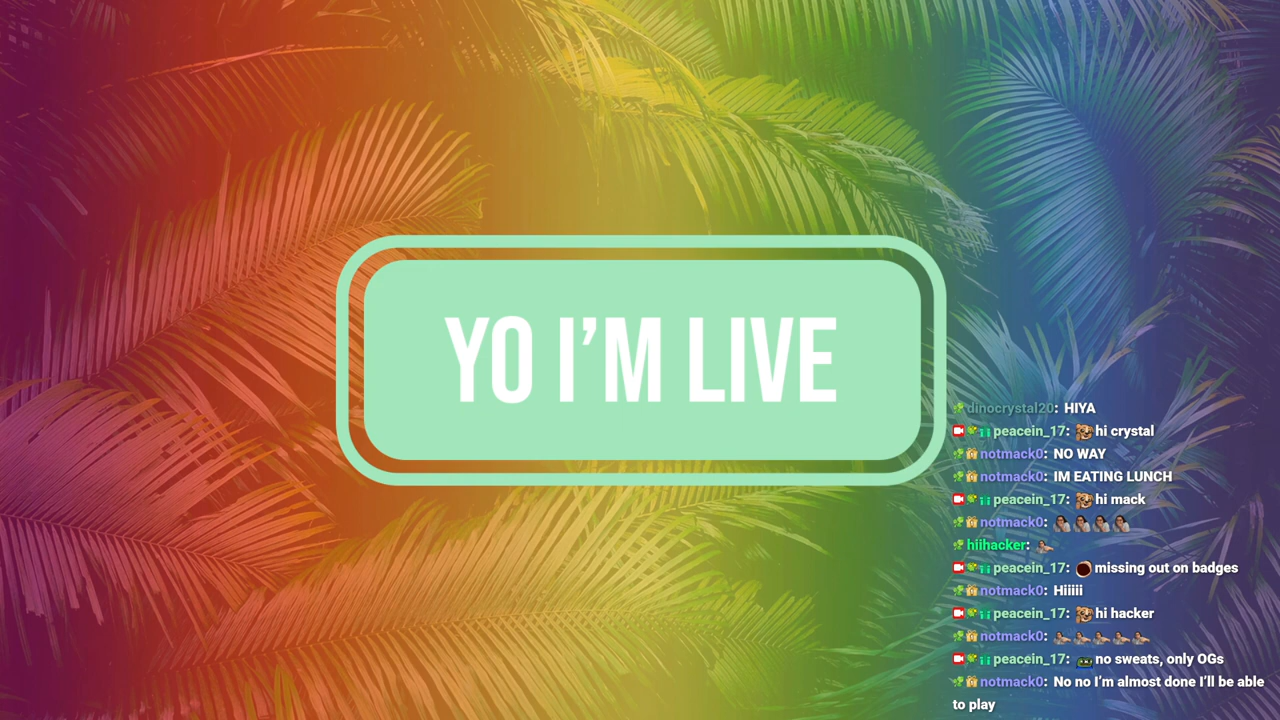 YO I’M LIVE
dinocrystal20: HIYA
peacein_17: hi crystal
notmack0: NO WAY
notmack0: IM EATING LUNCH
peacein_17: hi mack
notmack0:
hiihacker:
peacein_17: missing out on badges
notmack0: Hiiiii
peacein_17: hi hacker
notmack0:
peacein_17: no sweats, only OGs
notmack0: No no I’m almost done I’ll be able
to play